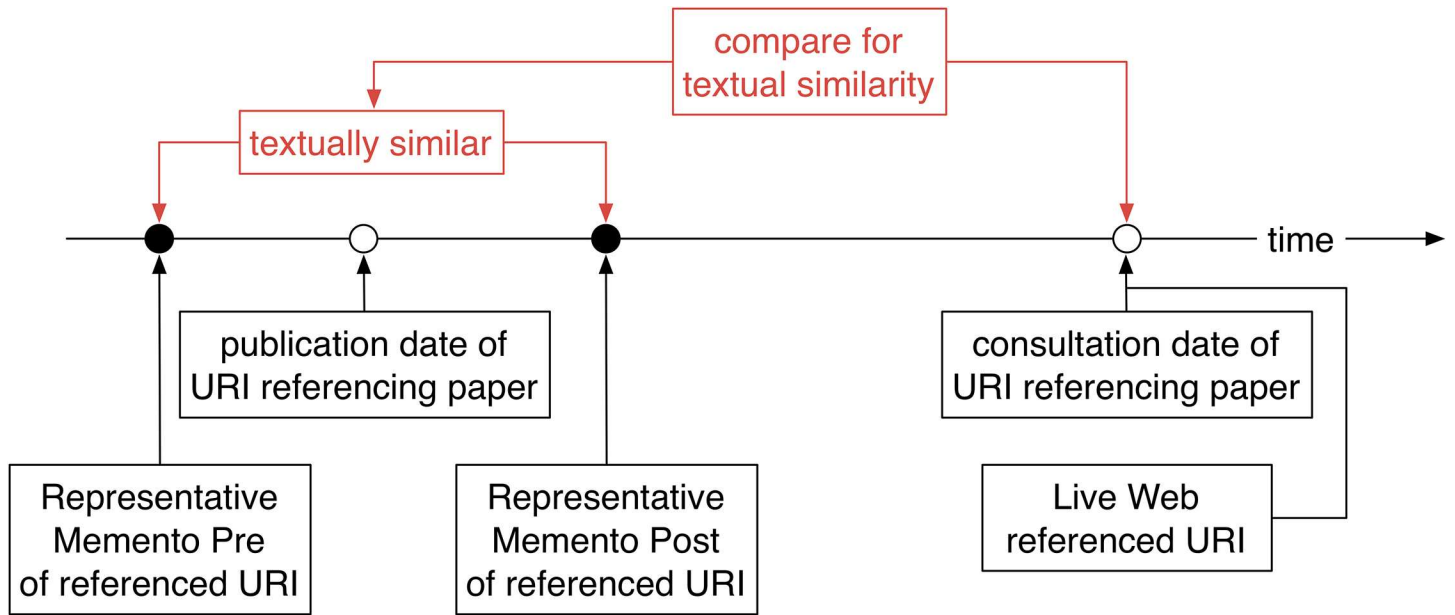 compare for
textual similarity
textually similar
time
publication date of
URI referencing paper
consultation date of
URI referencing paper
Representative
Memento Pre
of referenced URI
Representative
Memento Post
of referenced URI
Live Web
referenced URI